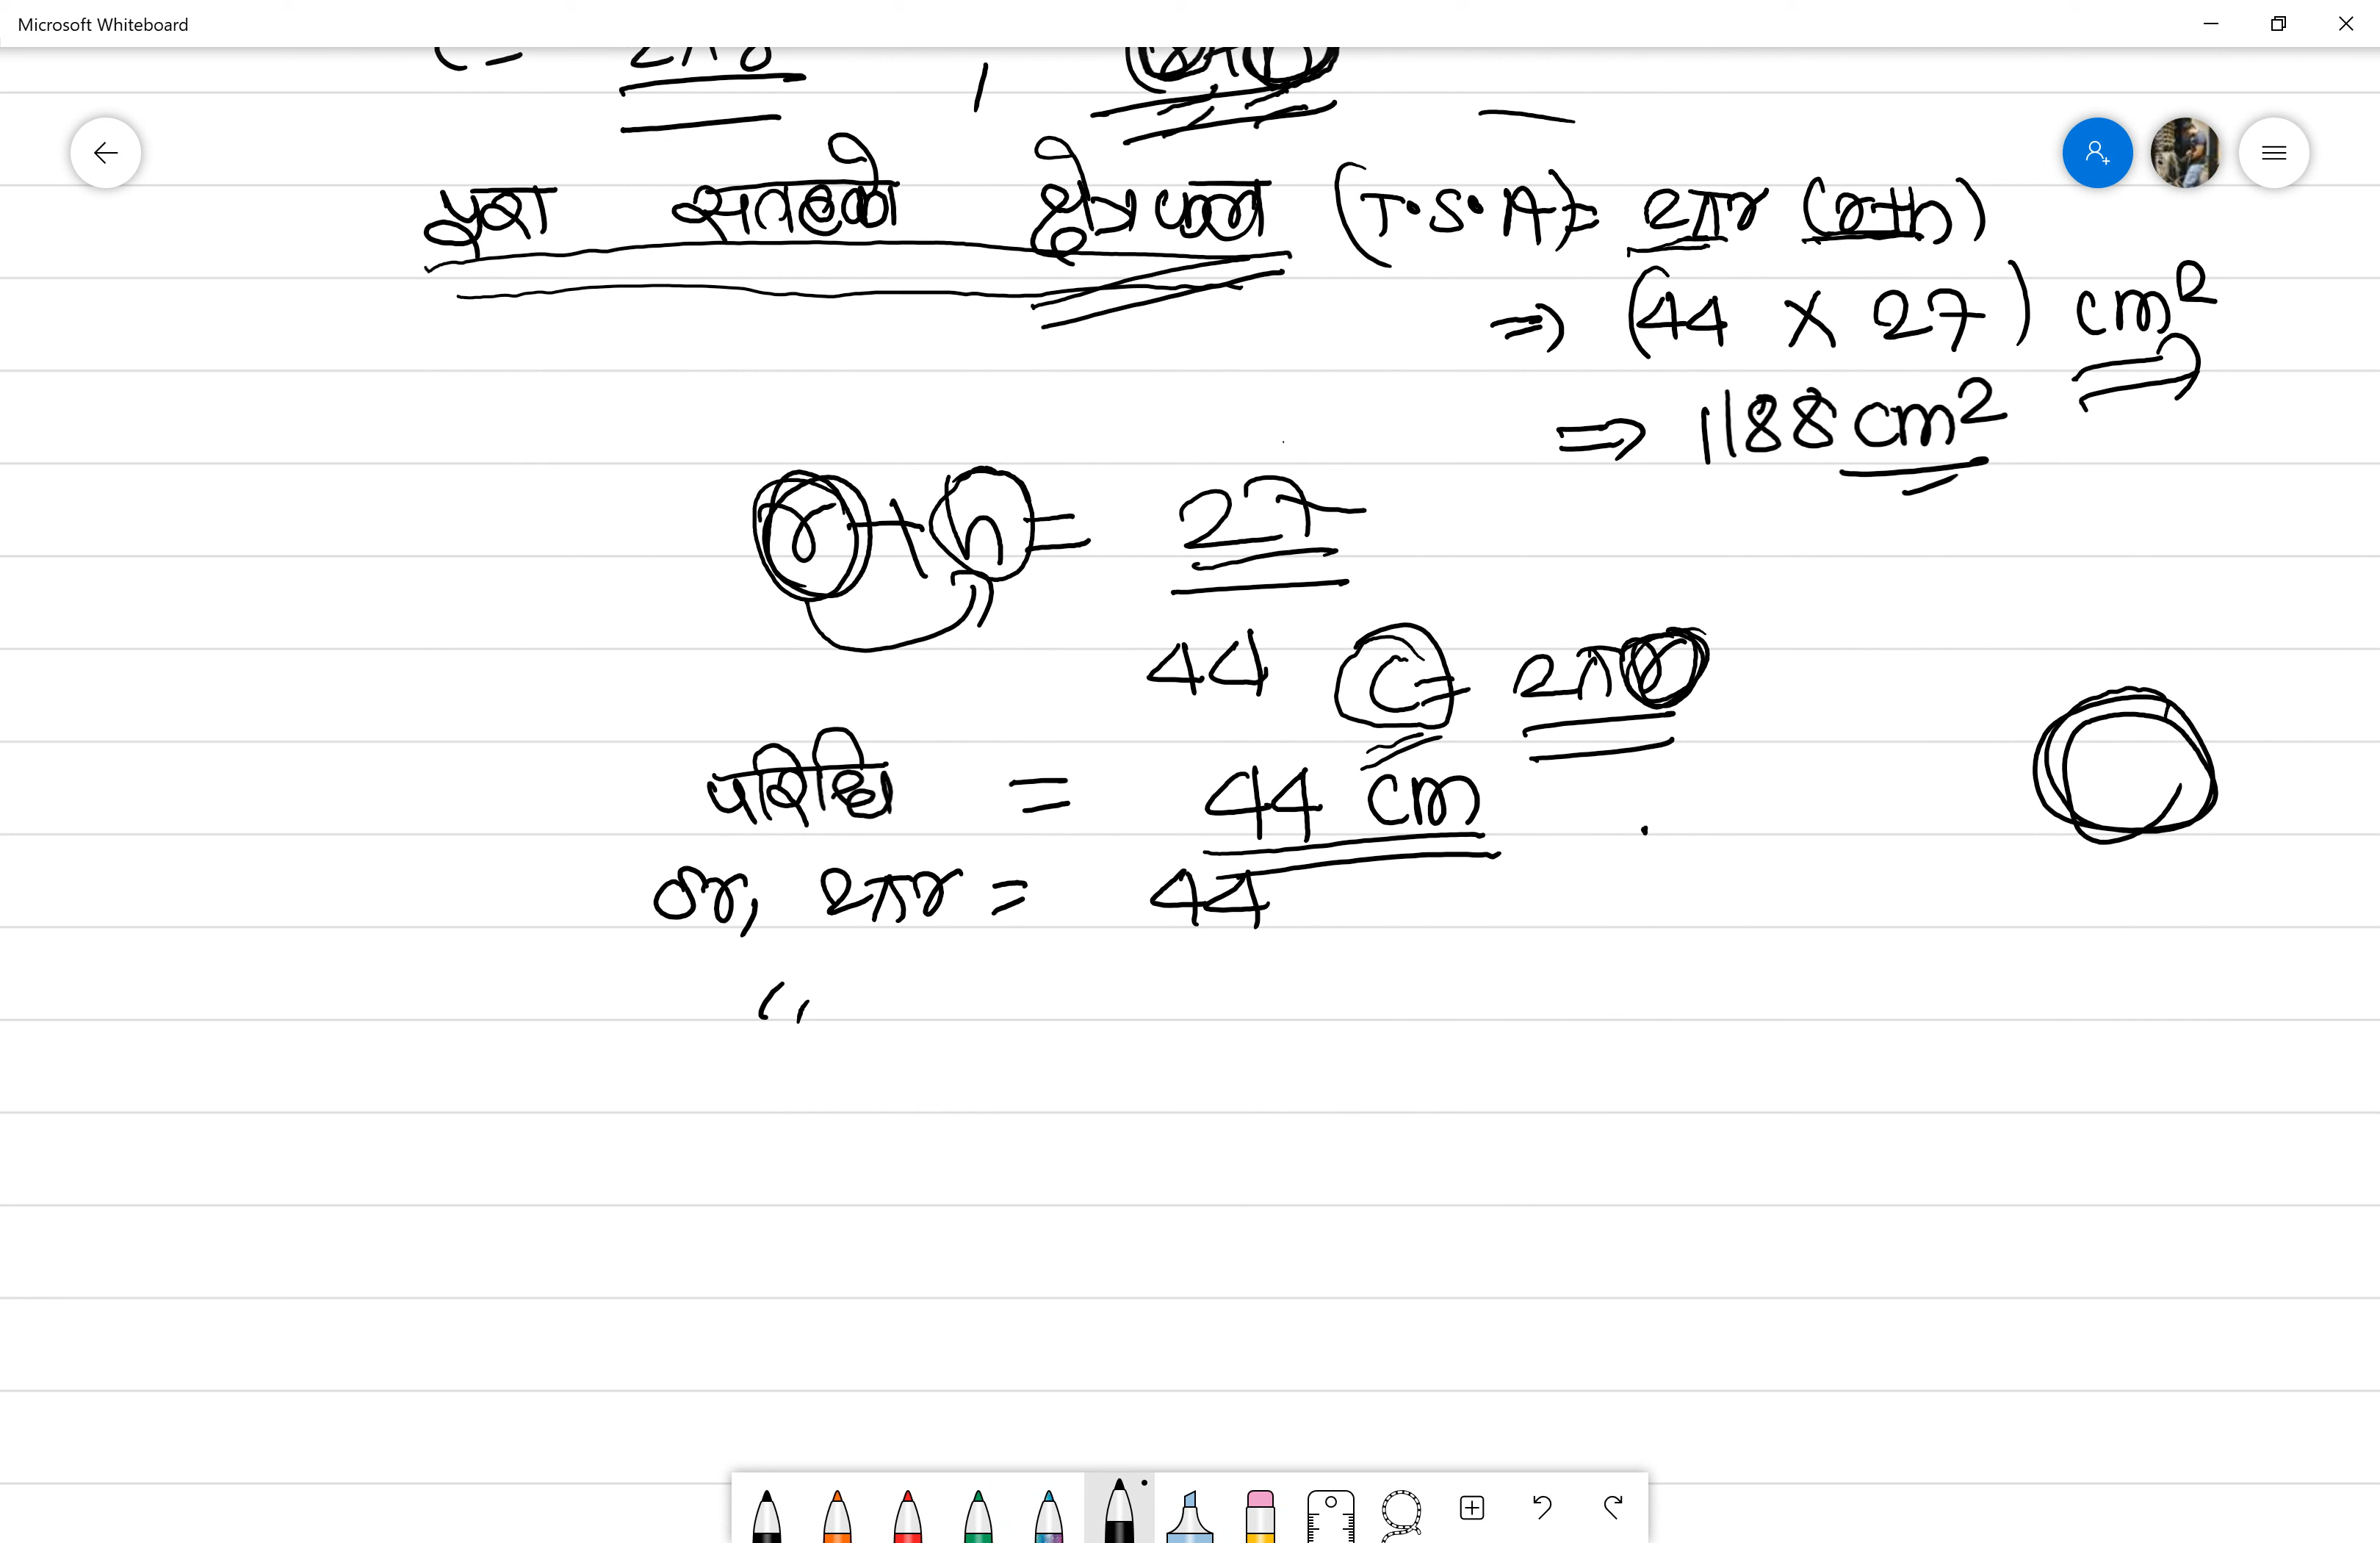 Microsoft Whiteboard
c = 2πr , (r+h)
पुरा सतहको क्षेत्रफल (T.S.A) = 2πr (r+h)
⇒ (44 × 27) cm²
⇒ 1188 cm²
r+h = 27
44 C = 2πr
परिधि = 44 cm
or, 2πr = 44